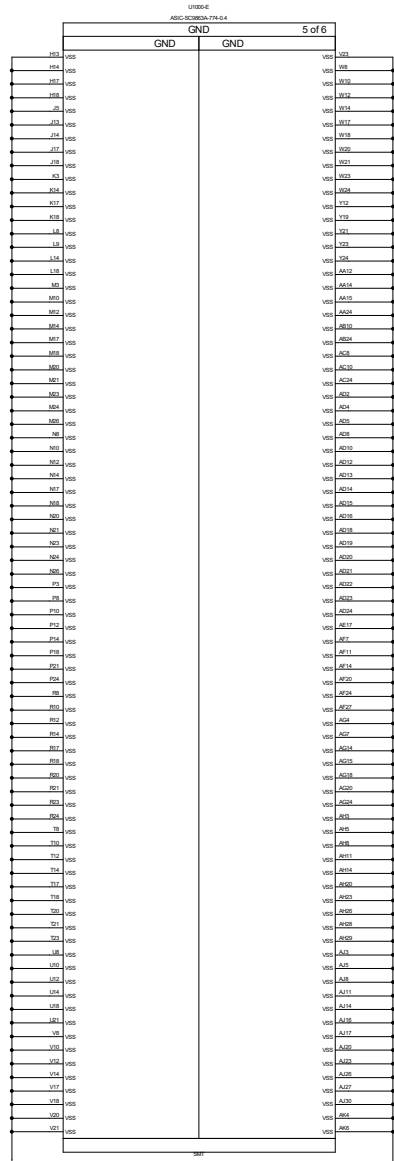 U1000-E
ASIC-SC9863A-774-0.4
GND 5 of 6
GND GND
H13 VSS VSS V23
H14 VSS VSS W8
H17 VSS VSS W10
H18 VSS VSS W12
J5 VSS VSS W14
J13 VSS VSS W17
J14 VSS VSS W18
J17 VSS VSS W20
J18 VSS VSS W21
K3 VSS VSS W23
K14 VSS VSS W24
K17 VSS VSS Y12
K18 VSS VSS Y19
L8 VSS VSS Y21
L9 VSS VSS Y23
L14 VSS VSS Y24
L18 VSS VSS AA12
M3 VSS VSS AA14
M10 VSS VSS AA15
M12 VSS VSS AA24
M14 VSS VSS AB10
M17 VSS VSS AB24
M18 VSS VSS AC8
M20 VSS VSS AC10
M21 VSS VSS AC24
M23 VSS VSS AD2
M24 VSS VSS AD4
M26 VSS VSS AD5
N8 VSS VSS AD8
N10 VSS VSS AD10
N12 VSS VSS AD12
N14 VSS VSS AD13
N17 VSS VSS AD14
N18 VSS VSS AD15
N20 VSS VSS AD16
N21 VSS VSS AD18
N23 VSS VSS AD19
N24 VSS VSS AD20
N26 VSS VSS AD21
P3 VSS VSS AD22
P8 VSS VSS AD23
P10 VSS VSS AD24
P12 VSS VSS AE17
P14 VSS VSS AF7
P18 VSS VSS AF11
P21 VSS VSS AF14
P24 VSS VSS AF20
R8 VSS VSS AF24
R10 VSS VSS AF27
R12 VSS VSS AG4
R14 VSS VSS AG7
R17 VSS VSS AG14
R18 VSS VSS AG15
R20 VSS VSS AG18
R21 VSS VSS AG20
R23 VSS VSS AG24
R24 VSS VSS AH3
T8 VSS VSS AH5
T10 VSS VSS AH6
T12 VSS VSS AH11
T14 VSS VSS AH14
T17 VSS VSS AH20
T18 VSS VSS AH23
T20 VSS VSS AH26
T21 VSS VSS AH28
T23 VSS VSS AH29
U8 VSS VSS AJ3
U10 VSS VSS AJ5
U12 VSS VSS AJ8
U14 VSS VSS AJ11
U18 VSS VSS AJ14
U21 VSS VSS AJ16
V8 VSS VSS AJ17
V10 VSS VSS AJ20
V12 VSS VSS AJ23
V14 VSS VSS AJ26
V17 VSS VSS AJ27
V18 VSS VSS AJ30
V20 VSS VSS AK4
V21 VSS VSS AK6
SMT